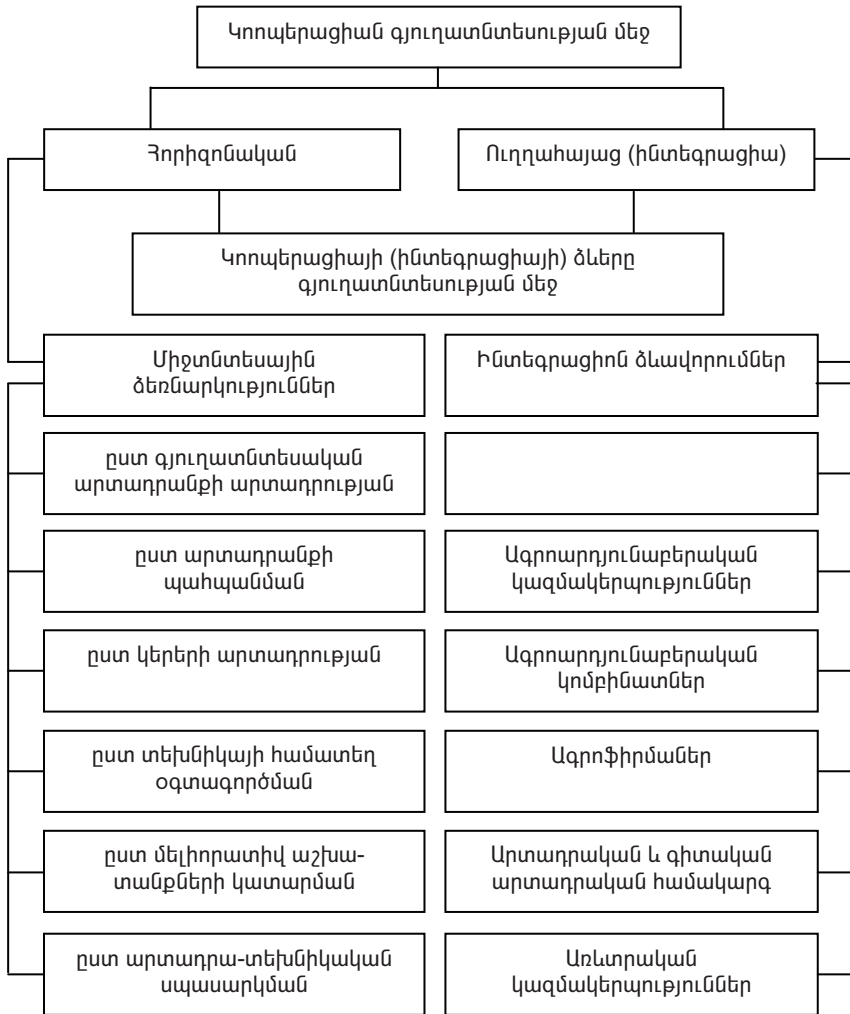 Կոոպերացիան գյուղատնտեսության մեջ
Հորիզոնական
Ուղղահայաց (ինտեգրացիա)
Կոոպերացիայի (ինտեգրացիայի) ձևերը
գյուղատնտեսության մեջ
Միջտնտեսային
ձեռնարկություններ
Ինտեգրացիոն ձևավորումներ
ըստ գյուղատնտեսական
արտադրանքի արտադրության
ըստ արտադրանքի
պահպանման
Ագրոարդյունաբերական
կազմակերպություններ
ըստ կերերի արտադրության
Ագրոարդյունաբերական
կոմբինատներ
ըստ տեխնիկայի համատեղ
օգտագործման
Ագրոֆիրմաներ
ըստ մելիորատիվ աշխա-
տանքների կատարման
Արտադրական և գիտական
արտադրական համակարգ
ըստ արտադրա-տեխնիկական
սպասարկման
Առևտրական
կազմակերպություններ